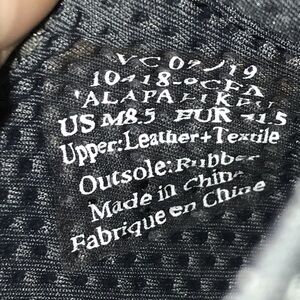 VC 02/19
US M8.5 EUR 41.5
Upper:Leather+Textile
Outsole:Rubber
Made in China
Fabrique en Chine